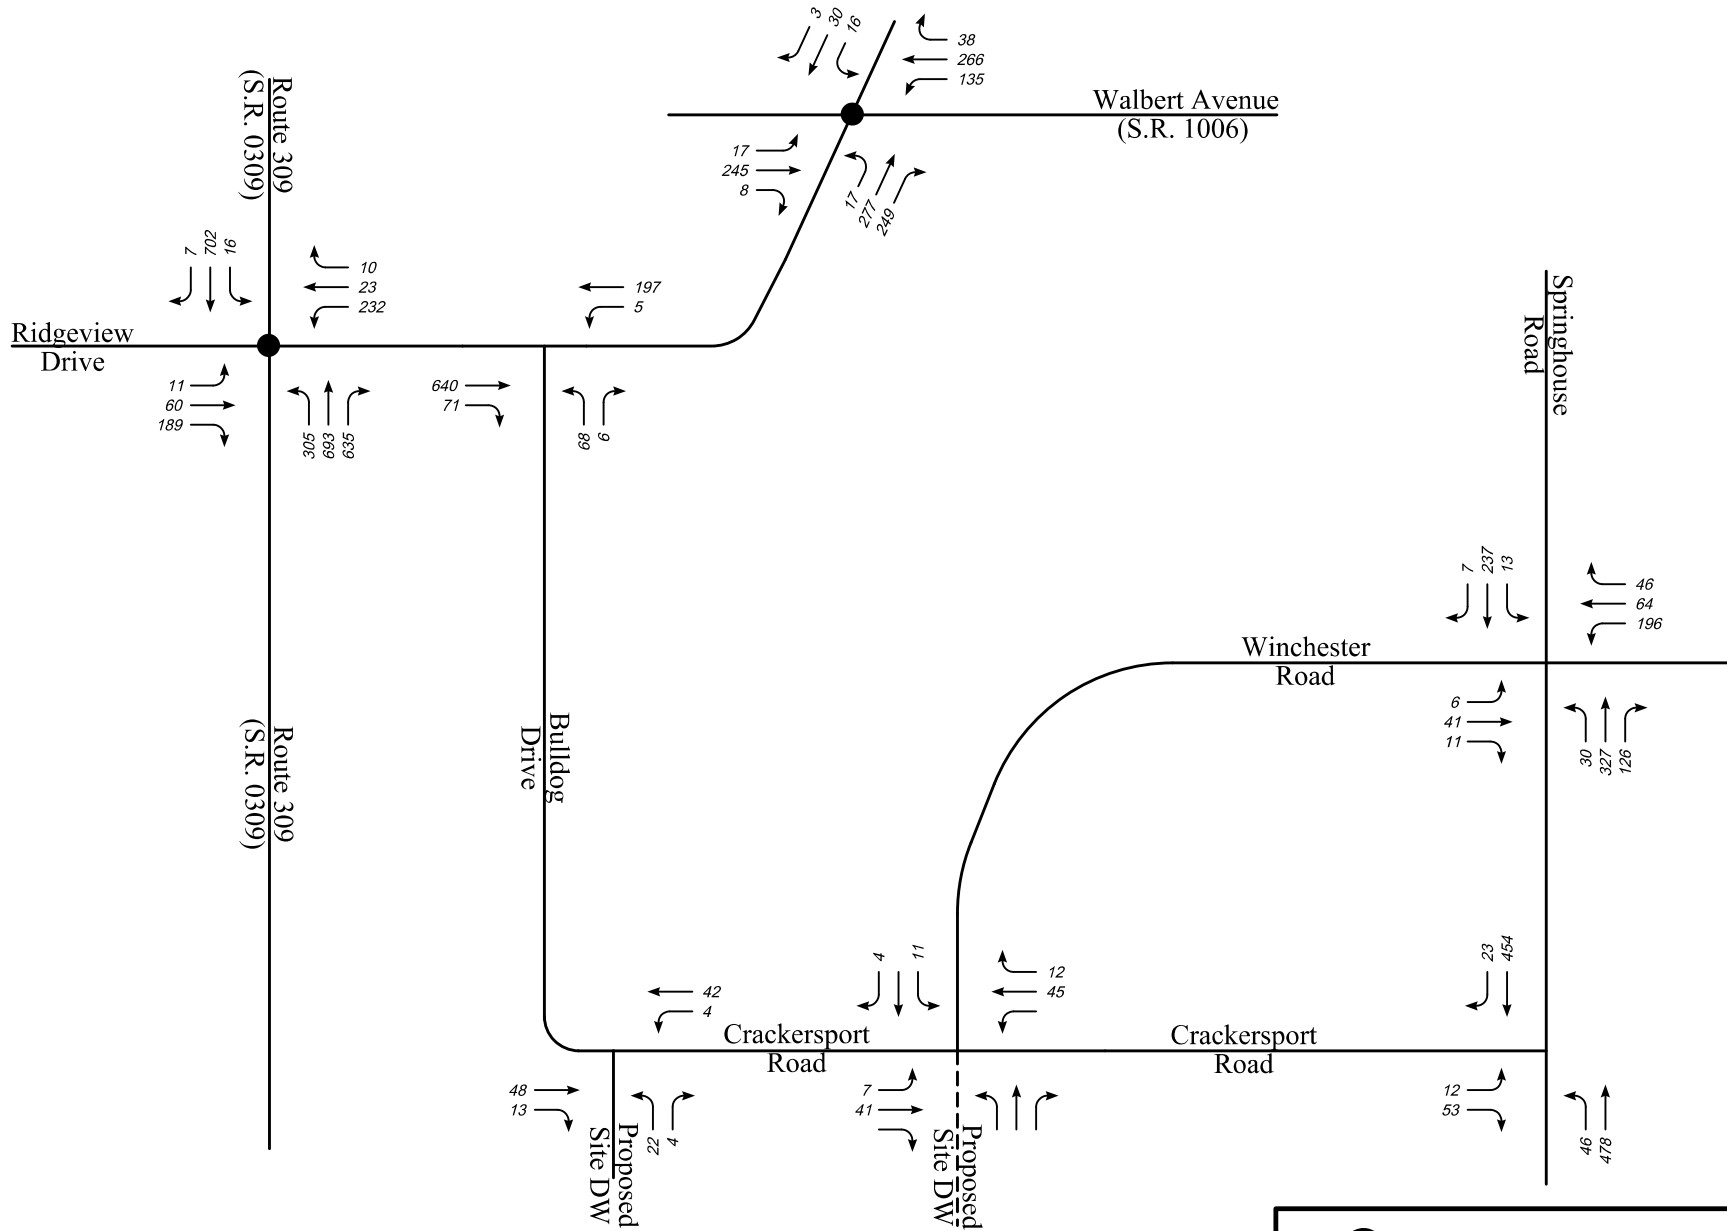 3
30
16
38
266
135
Walbert Avenue
(S.R. 1006)
17
245
8
17
277
249
Route 309
(S.R. 0309)
7
702
16
10
23
232
197
5
Ridgeview
Drive
11
60
189
305
693
635
640
71
68
6
Springhouse
Road
7
237
13
46
64
196
Winchester
Road
6
41
11
30
327
126
Bulldog
Drive
Route 309
(S.R. 0309)
4
11
12
45
23
454
42
4
Crackersport
Road
Crackersport
Road
48
13
22
4
7
41
12
53
46
478
Proposed
Site DW
Proposed
Site DW